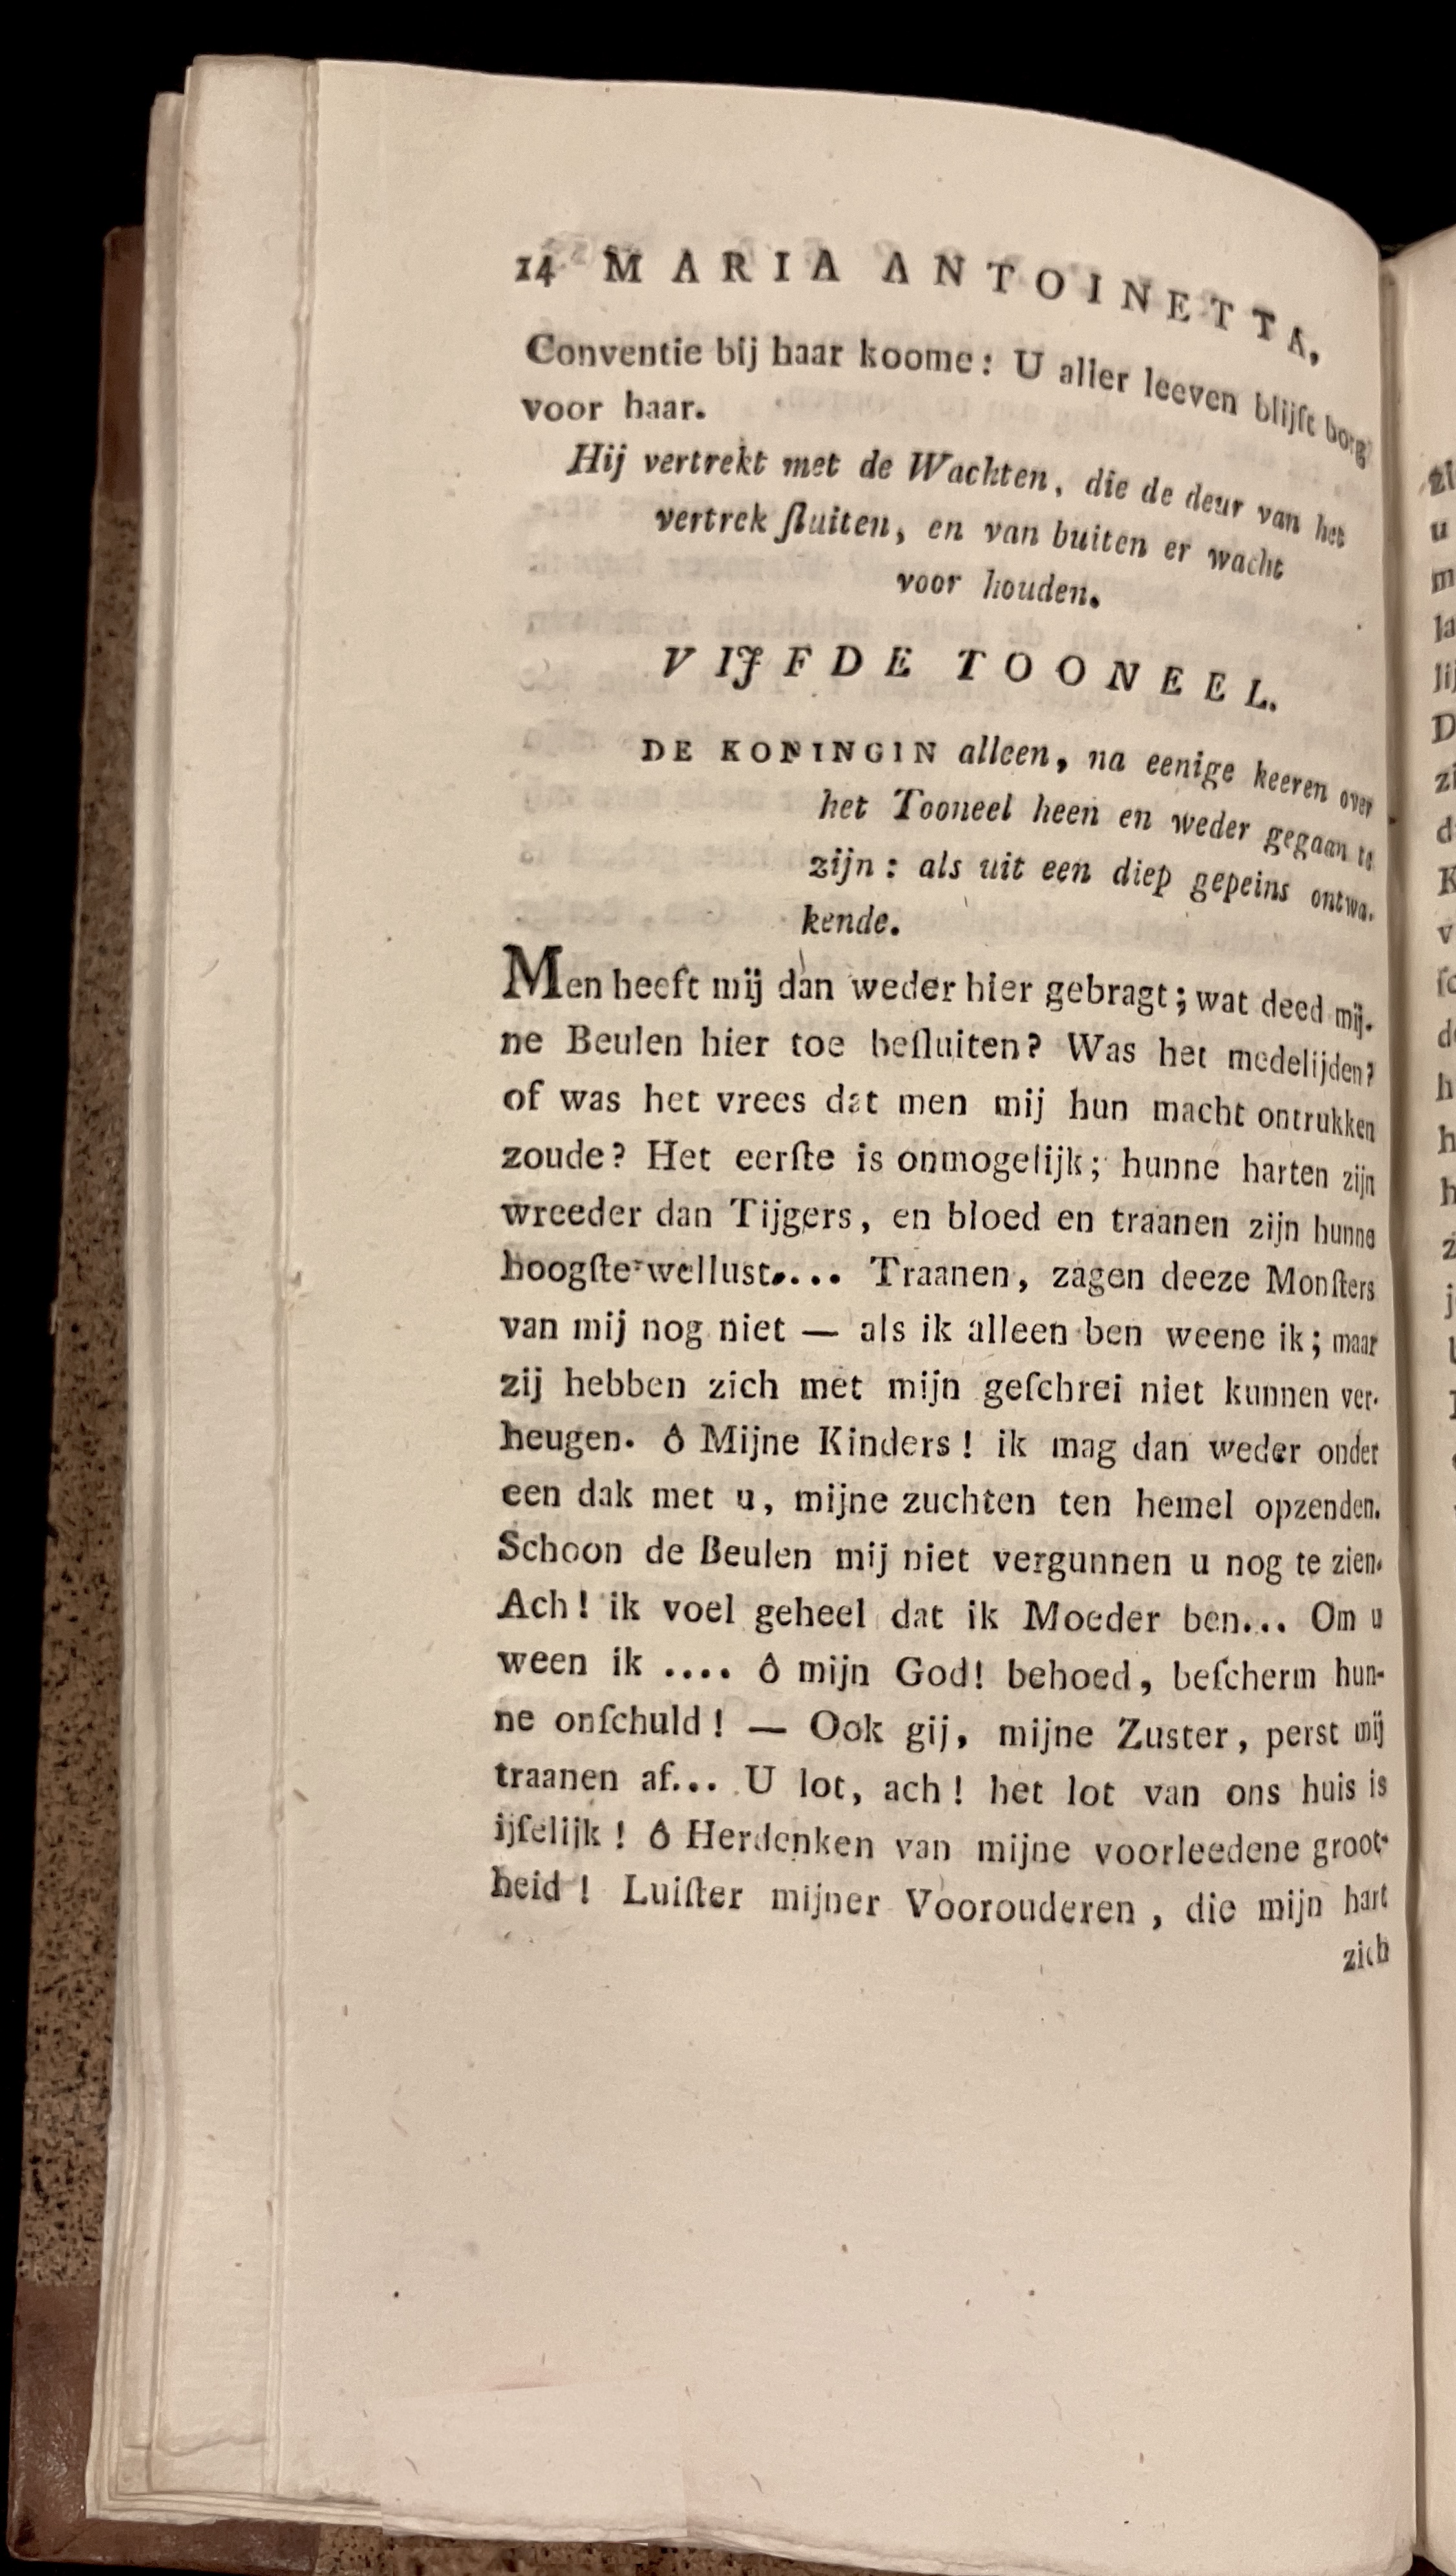 14 MARIA ANTOINETTA,
Conventie bij haar koome: U aller leeven blijft borg
voor haar.
Hij vertrekt met de Wachten, die de deur van het
vertrek ſluiten, en van buiten er wacht
voor houden.
VIJFDE TOONEEL.
DE KONINGIN alleen, na eenige keeren over
het Tooneel heen en weder gegaan te
zijn: als uit een diep gepeins ontwa-
kende.
Men heeft mij dan weder hier gebragt; wat deed mij-
ne Beulen hier toe beſluiten? Was het medelijden?
of was het vrees dat men mij hun macht ontrukken
zoude? Het eerſte is onmogelijk; hunne harten zijn
wreeder dan Tijgers, en bloed en traanen zijn hunne
hoogſte wellust.... Traanen, zagen deeze Monſters
van mij nog niet — als ik alleen ben weene ik; maar
zij hebben zich met mijn geſchrei niet kunnen ver-
heugen. ô Mijne Kinders! ik mag dan weder onder
een dak met u, mijne zuchten ten hemel opzenden.
Schoon de Beulen mij niet vergunnen u nog te zien.
Ach! ik voel geheel dat ik Moeder ben... Om u
ween ik .... ô mijn God! behoed, beſcherm hun-
ne onſchuld! — Ook gij, mijne Zuster, perst mij
traanen af... U lot, ach! het lot van ons huis is
ijſelijk! ô Herdenken van mijne voorleedene groot-
heid! Luiſter mijner Voorouderen, die mijn hart
zich